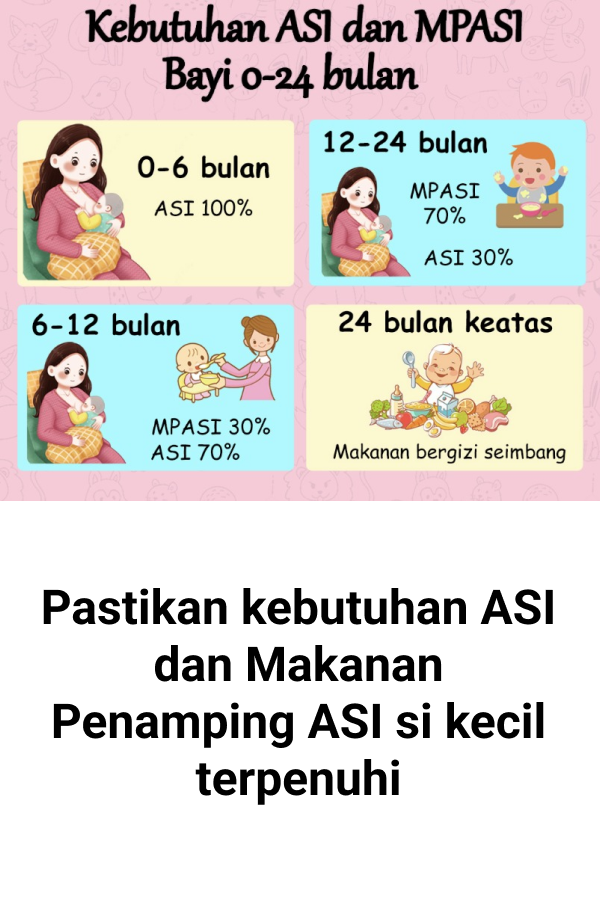 Kebutuhan ASI dan MPASI
Bayi 0-24 bulan
0-6 bulan
ASI 100%
12-24 bulan
MPASI
70%
ASI 30%
6-12 bulan
MPASI 30%
ASI 70%
24 bulan keatas
Makanan bergizi seimbang
Pastikan kebutuhan ASI
dan Makanan
Penamping ASI si kecil
terpenuhi